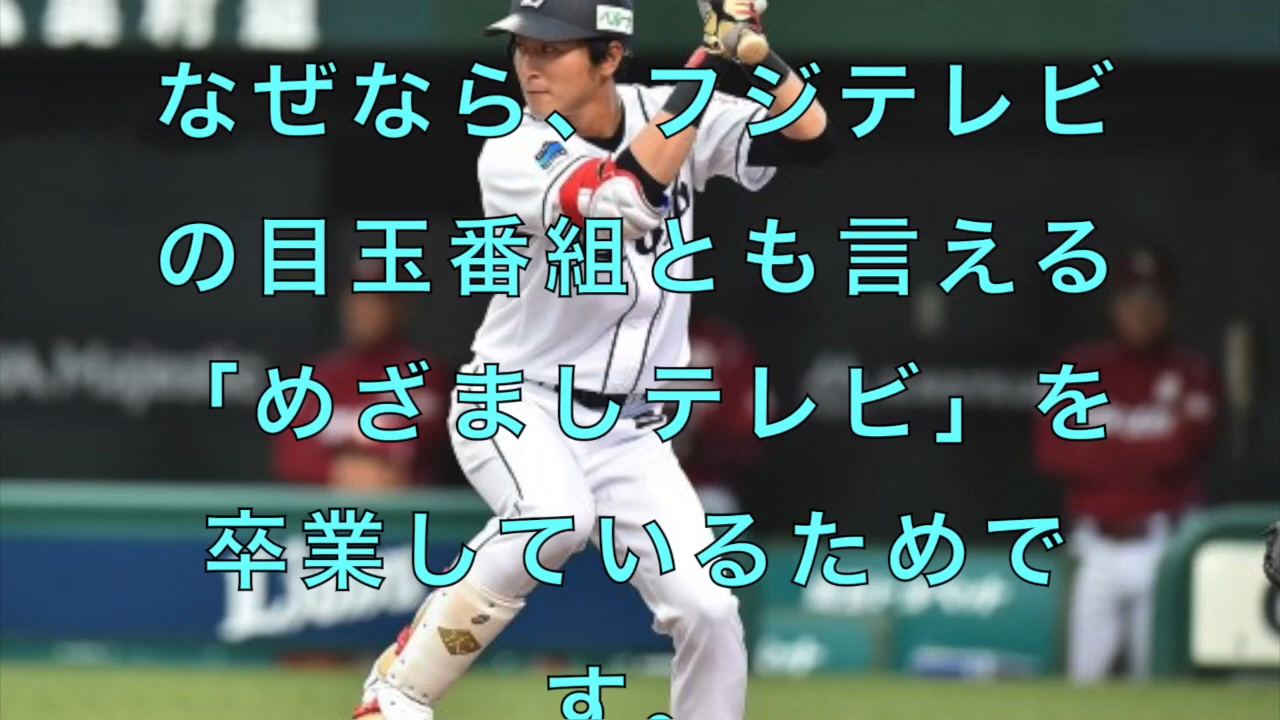 なぜなら、フジテレビ
の目玉番組とも言える
「めざましテレビ」を
卒業しているためで
す。
Lions